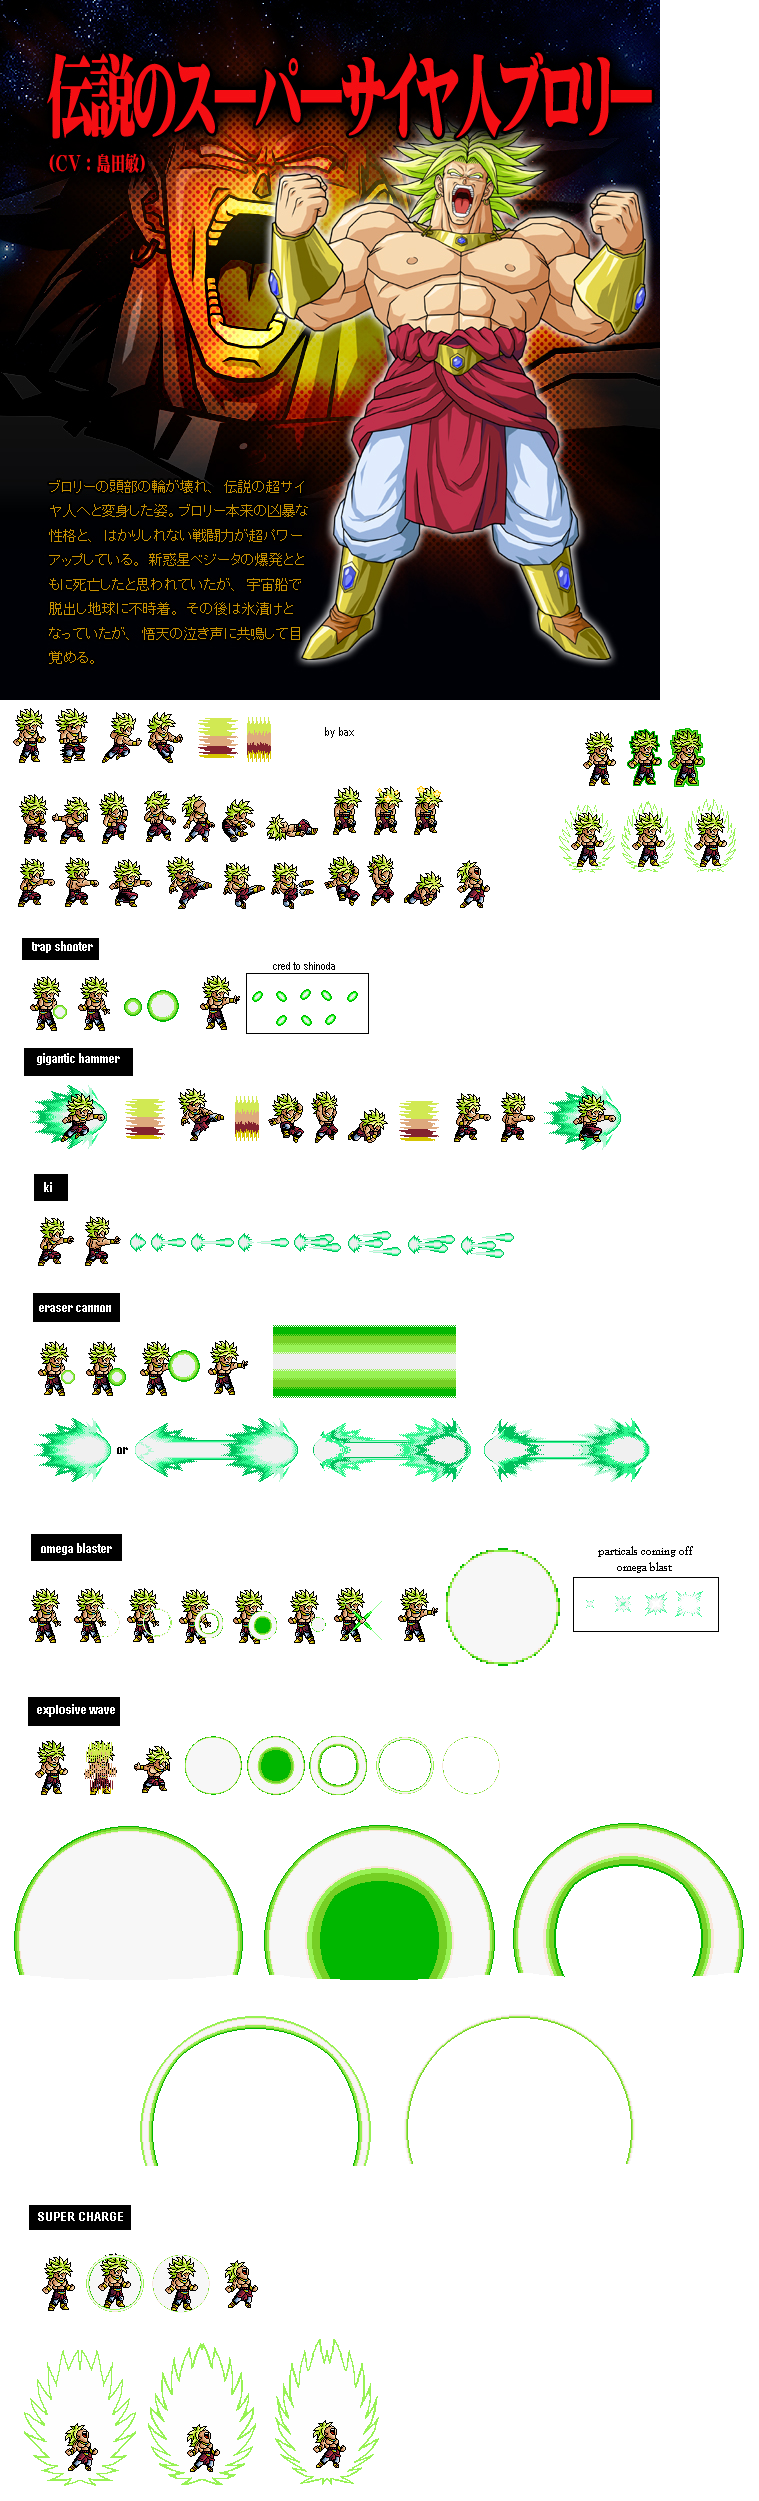 伝説のスーパーサイヤ人ブロリー
(CV：島田敏)
ブロリーの頭部の輪が壊れ、伝説の超サイ
ヤ人へと変身した姿。ブロリー本来の凶暴な
性格と、はかりしれない戦闘力が超パワー
アップしている。新惑星ベジータの爆発とと
もに死亡したと思われていたが、宇宙船で
脱出し地球に不時着。その後は氷漬けと
なっていたが、悟天の泣き声に共鳴して目
覚める。
by bax
trap shooter
cred to shinoda
gigantic hammer
ki
eraser cannon
or
omega blaster
particals coming off
omega blast
explosive wave
SUPER CHARGE